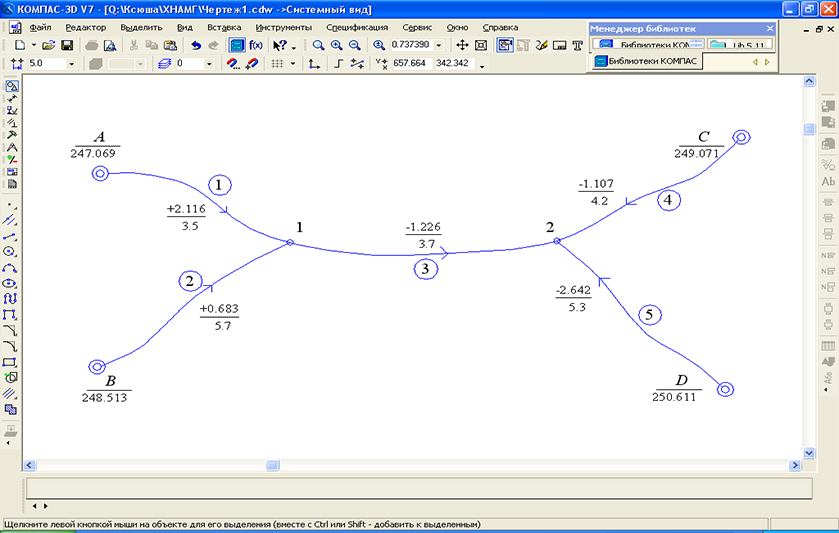 КОМПАС-3D V7 - [Q:\Ксюша\ХНАМГ\Чертеж1.cdw ->Системный вид]
Файл Редактор Выделить Вид Вставка Инструменты Спецификация Сервис Окно Справка
Менеджер библиотек
0.737390
Библиотеки КОМ
Lib 5.11
Библиотеки КОМПАС
5.0
0
657.664 342.342
A
247.069
C
249.071
1
-1.107
4.2
4
+2.116
3.5
1
-1.226
3.7
2
3
2
+0.683
5.7
-2.642
5.3
5
B
248.513
D
250.611
Щелкните левой кнопкой мыши на объекте для его выделения (вместе с Ctrl или Shift - добавить к выделенным)